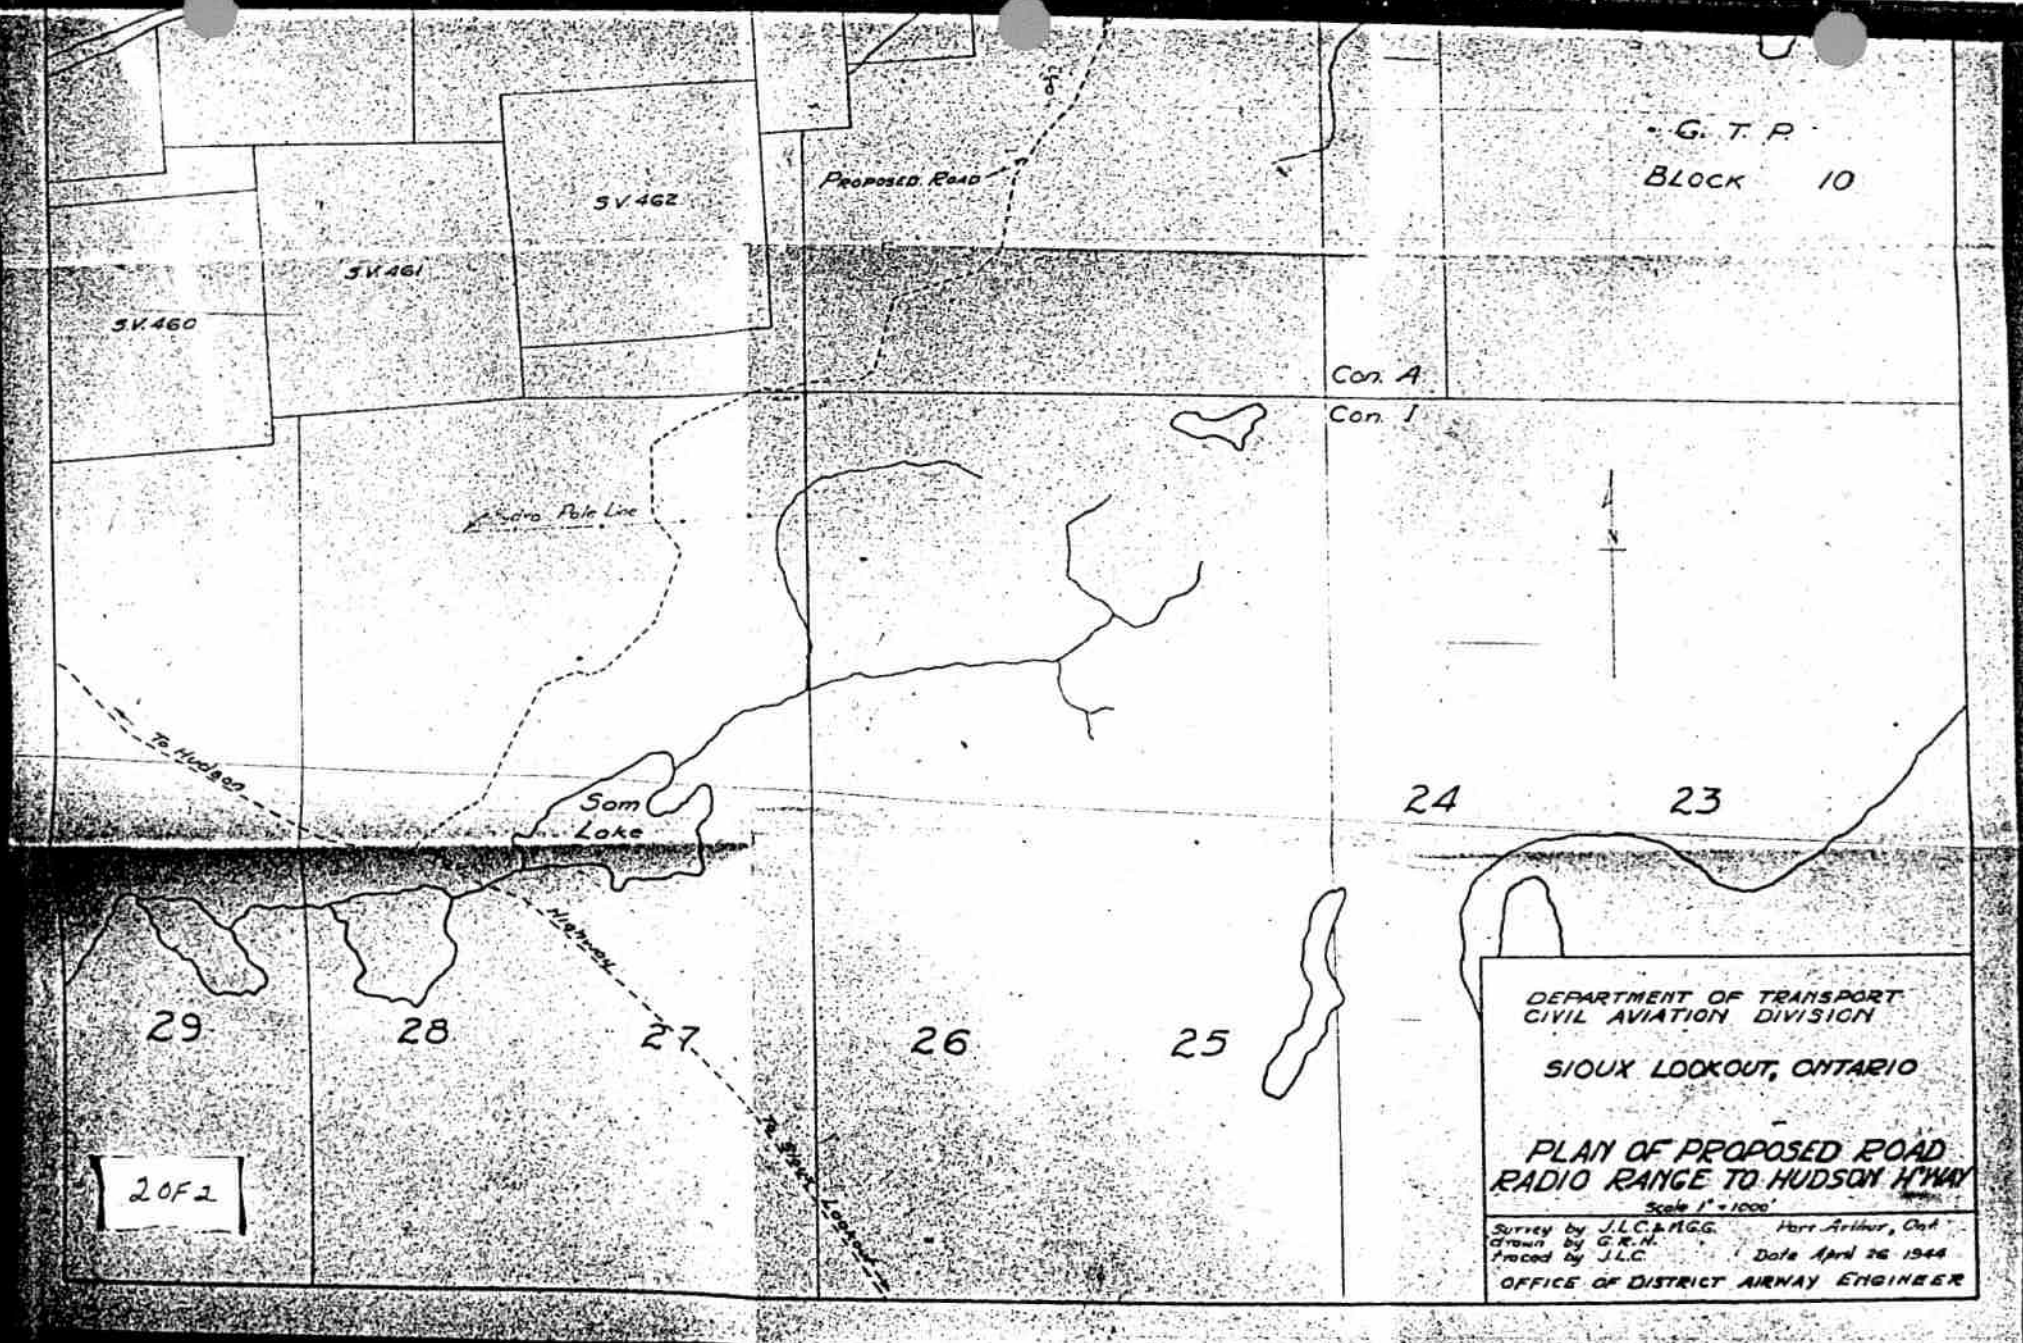 G. T. P.
BLOCK 10
PROPOSED ROAD
S.V. 462
S.V. 461
S.V. 460
Con. A
Con. 1
Hydro Pole Line
N
To Hudson
Sam
Lake
24
23
Highway
29
28
27
26
25
To Sioux Lookout
2 OF 2
DEPARTMENT OF TRANSPORT
CIVIL AVIATION DIVISION
SIOUX LOOKOUT, ONTARIO
PLAN OF PROPOSED ROAD
RADIO RANGE TO HUDSON H'WAY
Scale 1" = 1000'
Survey by J.L.C. & M.G.G. Port Arthur, Ont.
drawn by G.R.H.
traced by J.L.C. Date April 26 1944
OFFICE OF DISTRICT AIRWAY ENGINEER